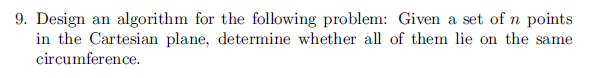 9. Design an algorithm for the following problem: Given a set of n points
in the Cartesian plane, determine whether all of them lie on the same
circumference.